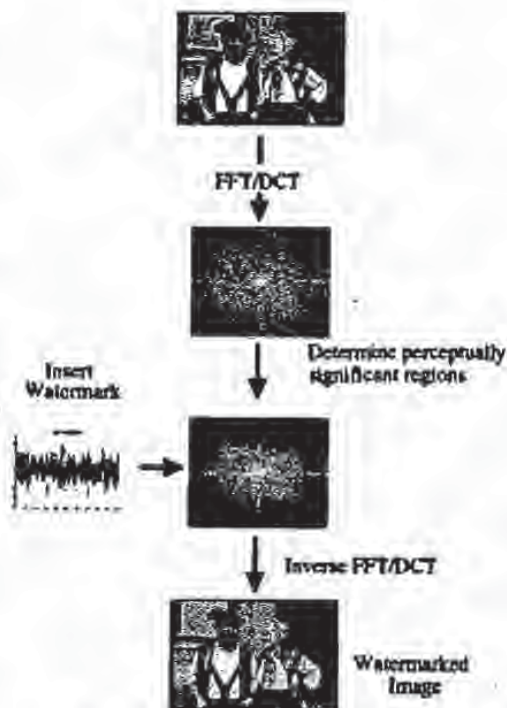 FFT/DCT
Determine perceptually
significant regions
Insert
Watermark
Inverse FFT/DCT
Watermarked
Image